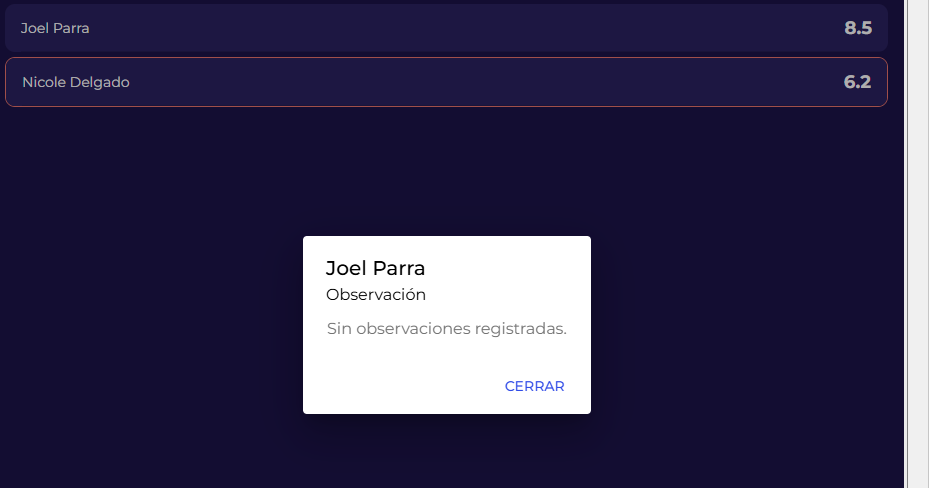 Joel Parra 8.5
Nicole Delgado 6.2
Joel Parra
Observación
Sin observaciones registradas.
CERRAR